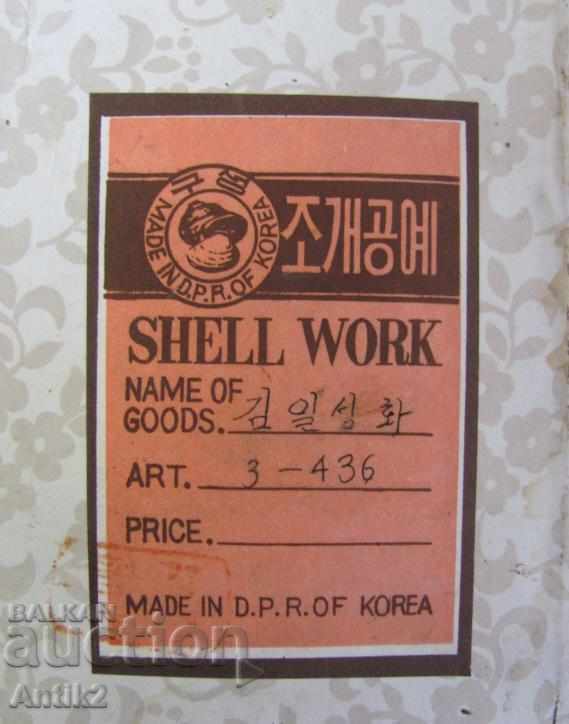 구범
MADE IN D.P.R. OF KOREA
조개공예
SHELL WORK
NAME OF
GOODS. 김일성화
ART. 3-436
PRICE.
MADE IN D.P.R. OF KOREA
BALKAN
auction
Antik2